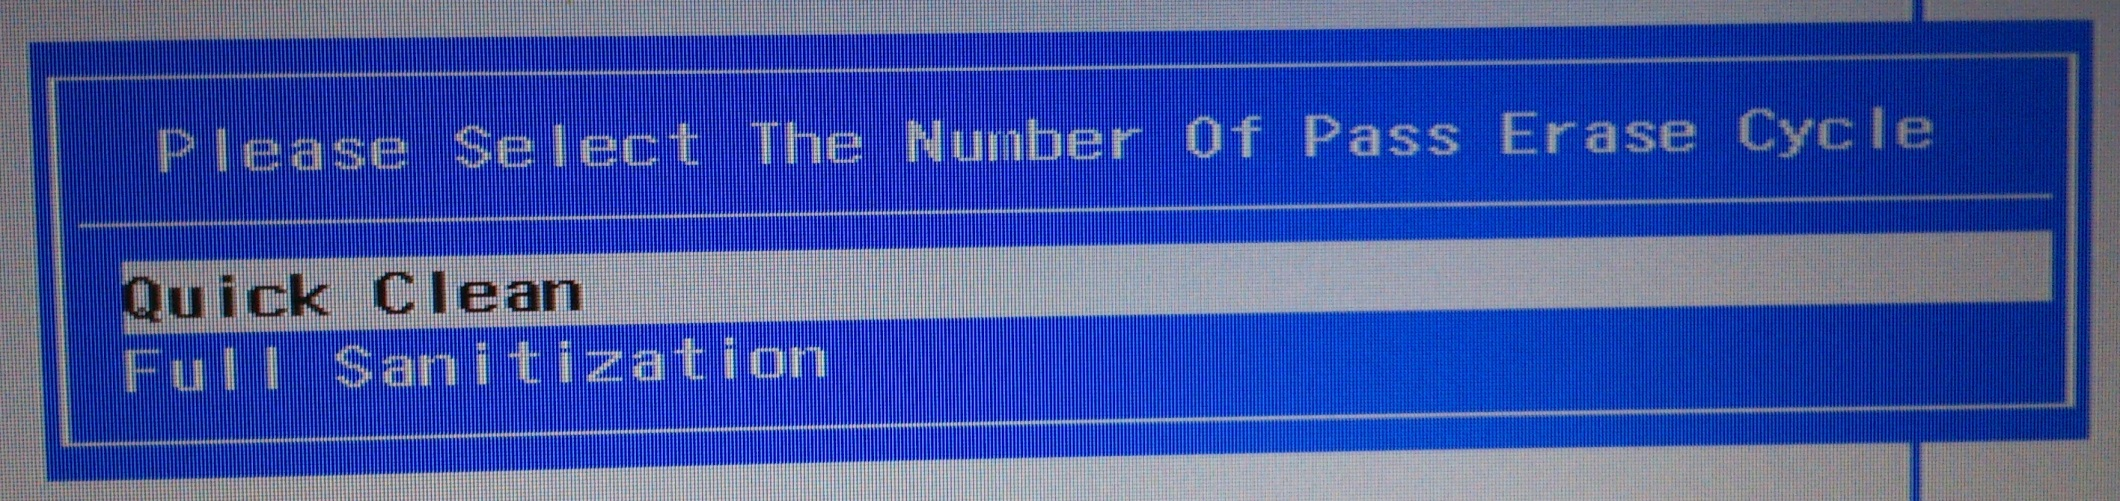 Please Select The Number Of Pass Erase Cycle
Quick Clean
Full Sanitization